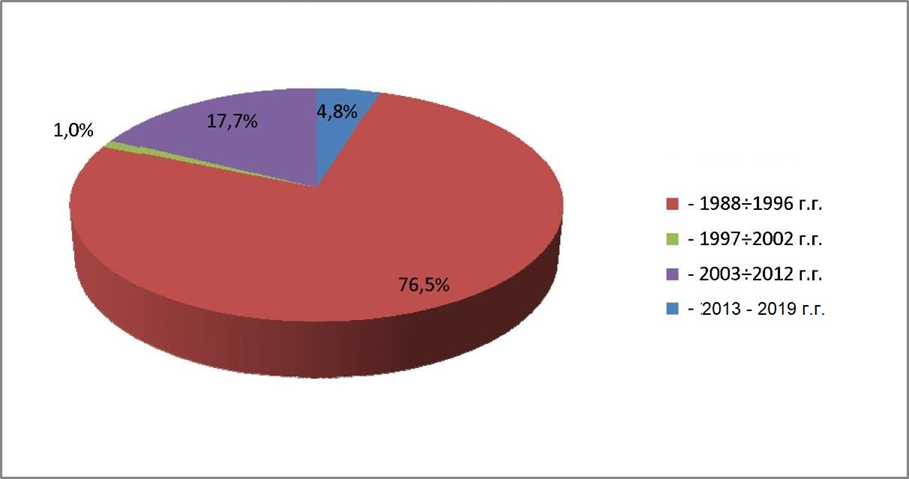 4,8%
17,7%
1,0%
76,5%
- 1988÷1996 г.г.
- 1997÷2002 г.г.
- 2003÷2012 г.г.
- 2013 - 2019 г.г.